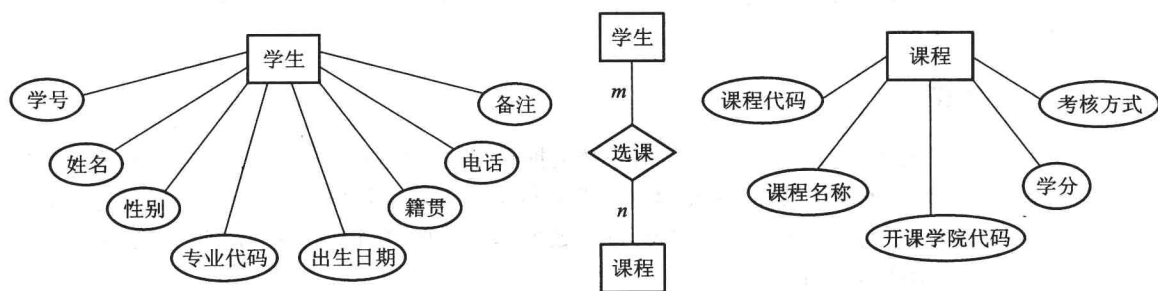 学生
学号
姓名
性别
专业代码
出生日期
籍贯
电话
备注
学生
m
选课
n
课程
课程
课程代码
课程名称
开课学院代码
学分
考核方式